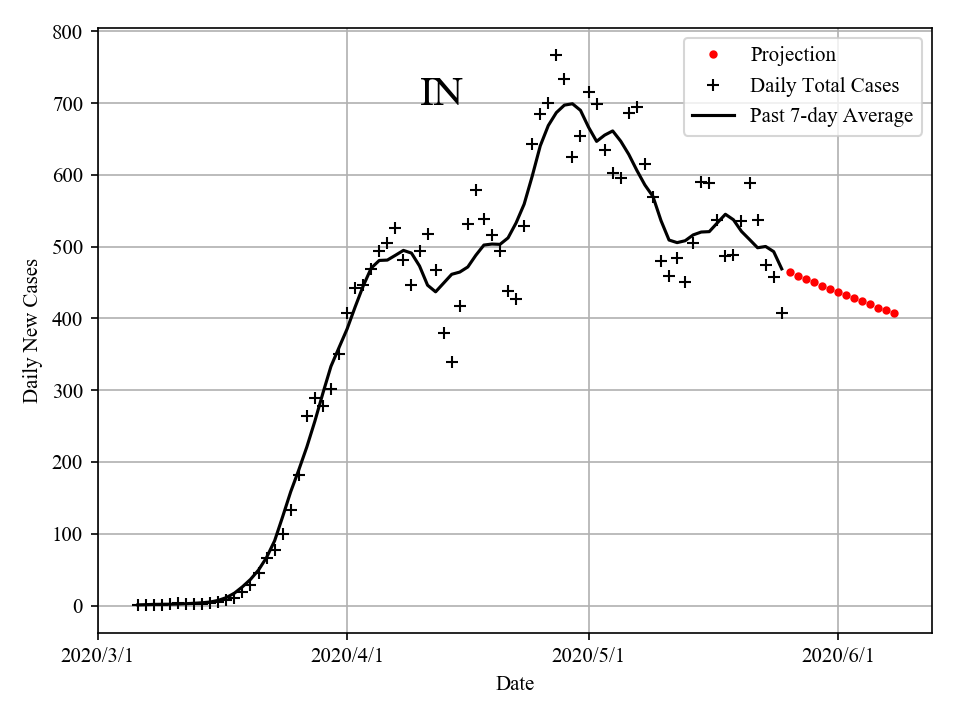 IN
Projection
Daily Total Cases
Past 7-day Average
Daily New Cases
800
700
600
500
400
300
200
100
0
2020/3/1 2020/4/1 2020/5/1 2020/6/1
Date